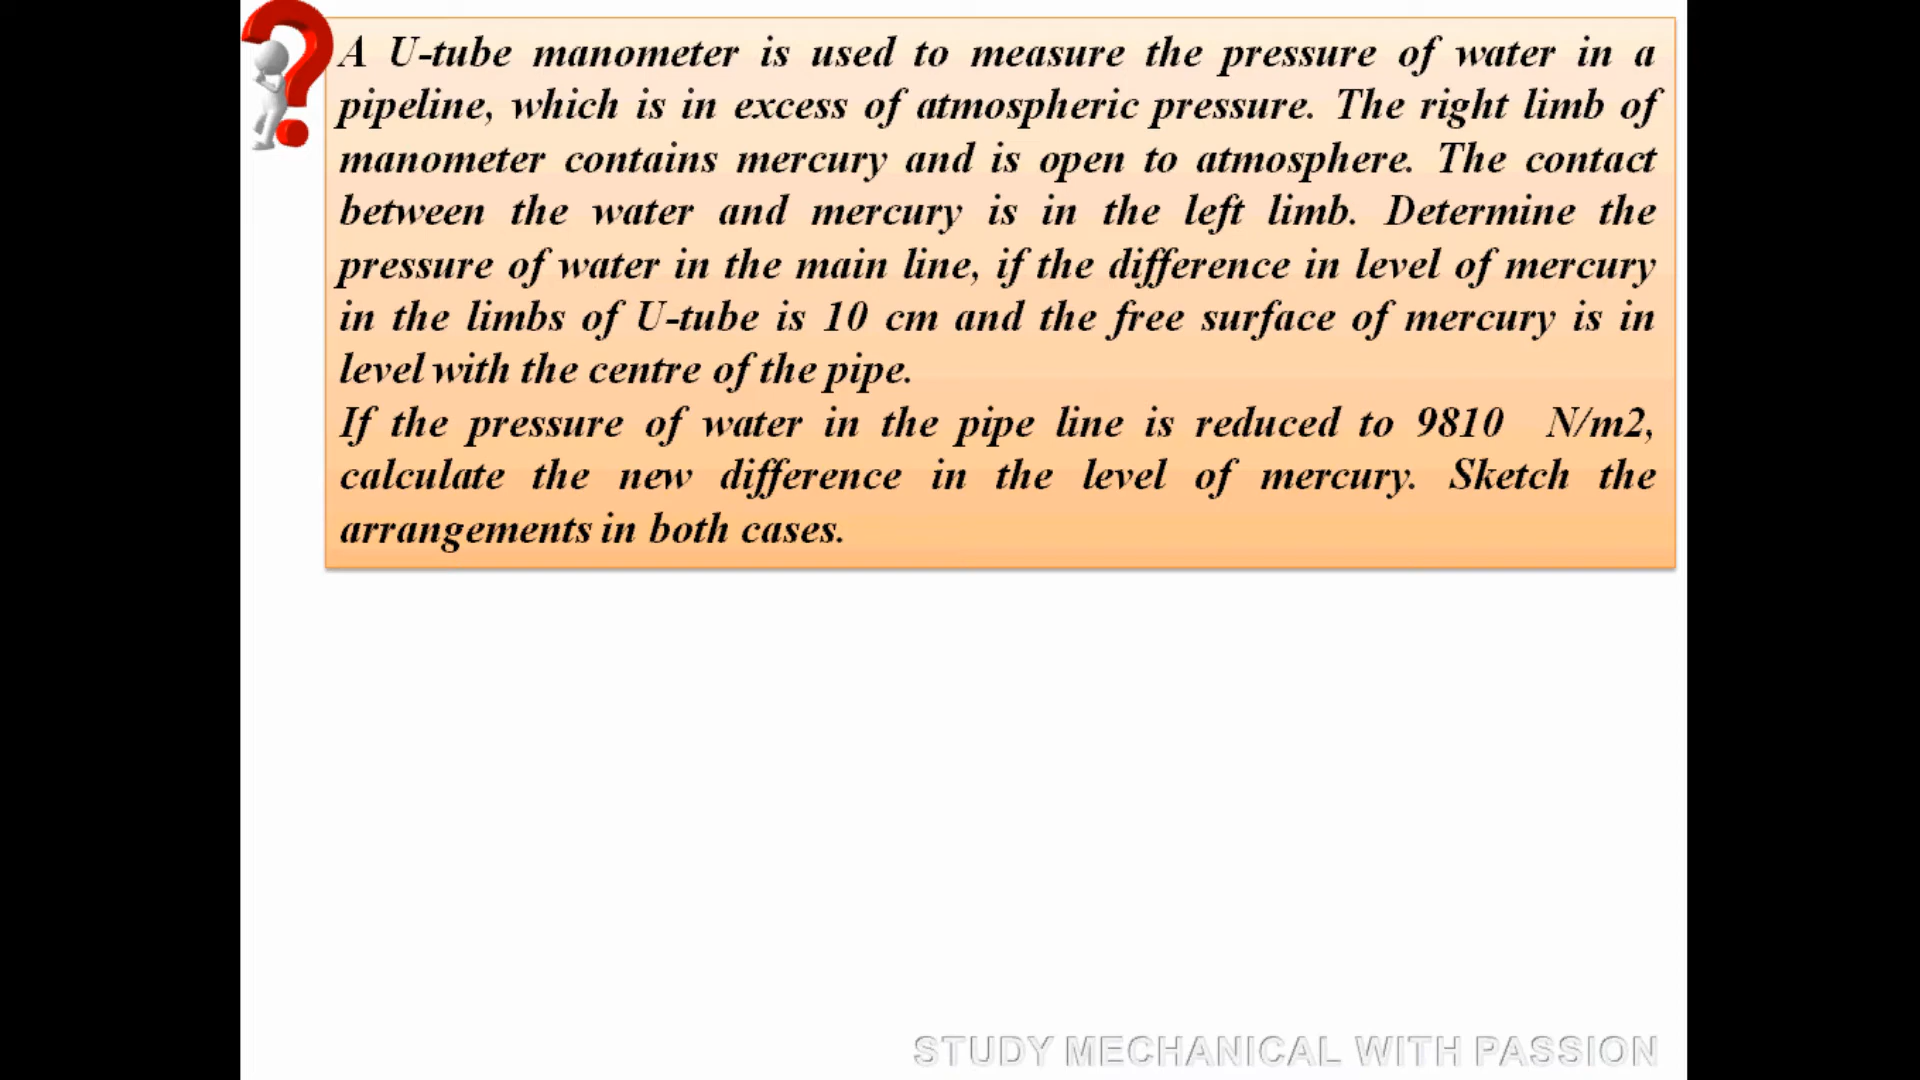 A U-tube manometer is used to measure the pressure of water in a
pipeline, which is in excess of atmospheric pressure. The right limb of
manometer contains mercury and is open to atmosphere. The contact
between the water and mercury is in the left limb. Determine the
pressure of water in the main line, if the difference in level of mercury
in the limbs of U-tube is 10 cm and the free surface of mercury is in
level with the centre of the pipe.
If the pressure of water in the pipe line is reduced to 9810 N/m2,
calculate the new difference in the level of mercury. Sketch the
arrangements in both cases.
STUDY MECHANICAL WITH PASSION